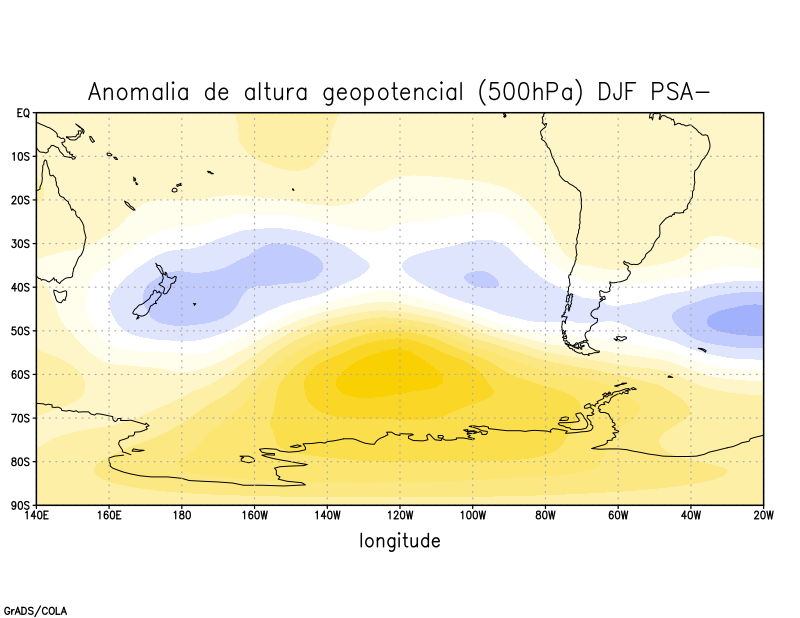 Anomalia de altura geopotencial (500hPa) DJF PSA-
EQ
10S
20S
30S
40S
50S
60S
70S
80S
90S
140E 160E 180 160W 140W 120W 100W 80W 60W 40W 20W
longitude
GrADS/COLA